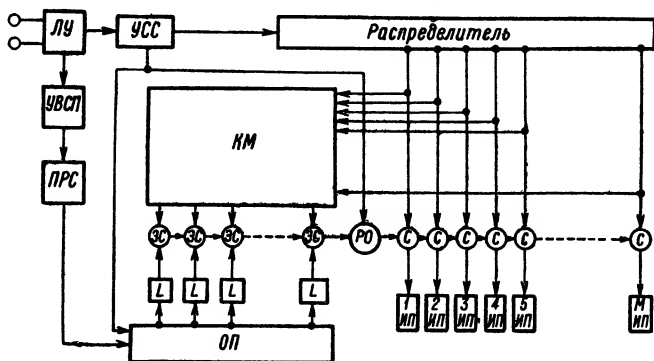 ЛУ УСС Распределитель
УВСП КМ
ПРС
ЭС ЭС ЭС ЭС РО С С С С С С
L L L L 1 ИП 2 ИП 3 ИП 4 ИП 5 ИП М ИП
ОП